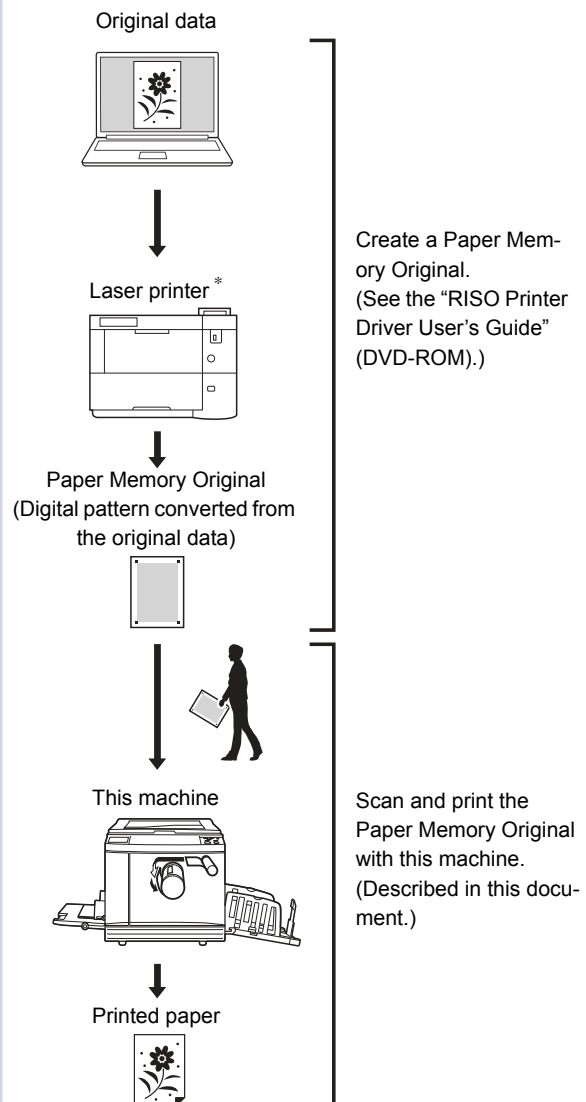 Original data
Laser printer *
Create a Paper Mem-
ory Original.
(See the “RISO Printer
Driver User’s Guide”
(DVD-ROM).)
Paper Memory Original
(Digital pattern converted from
the original data)
This machine
Scan and print the
Paper Memory Original
with this machine.
(Described in this docu-
ment.)
Printed paper